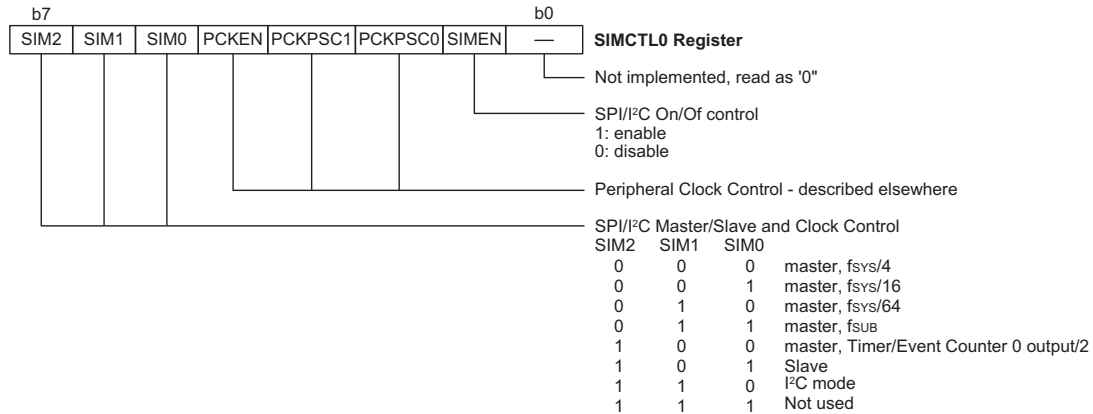 b7 b0
SIM2 SIM1 SIM0 PCKEN PCKPSC1 PCKPSC0 SIMEN — SIMCTL0 Register
Not implemented, read as '0"
SPI/I²C On/Of control
1: enable
0: disable
Peripheral Clock Control - described elsewhere
SPI/I²C Master/Slave and Clock Control
SIM2 SIM1 SIM0
0 0 0 master, fSYS/4
0 0 1 master, fSYS/16
0 1 0 master, fSYS/64
0 1 1 master, fSUB
1 0 0 master, Timer/Event Counter 0 output/2
1 0 1 Slave
1 1 0 I²C mode
1 1 1 Not used